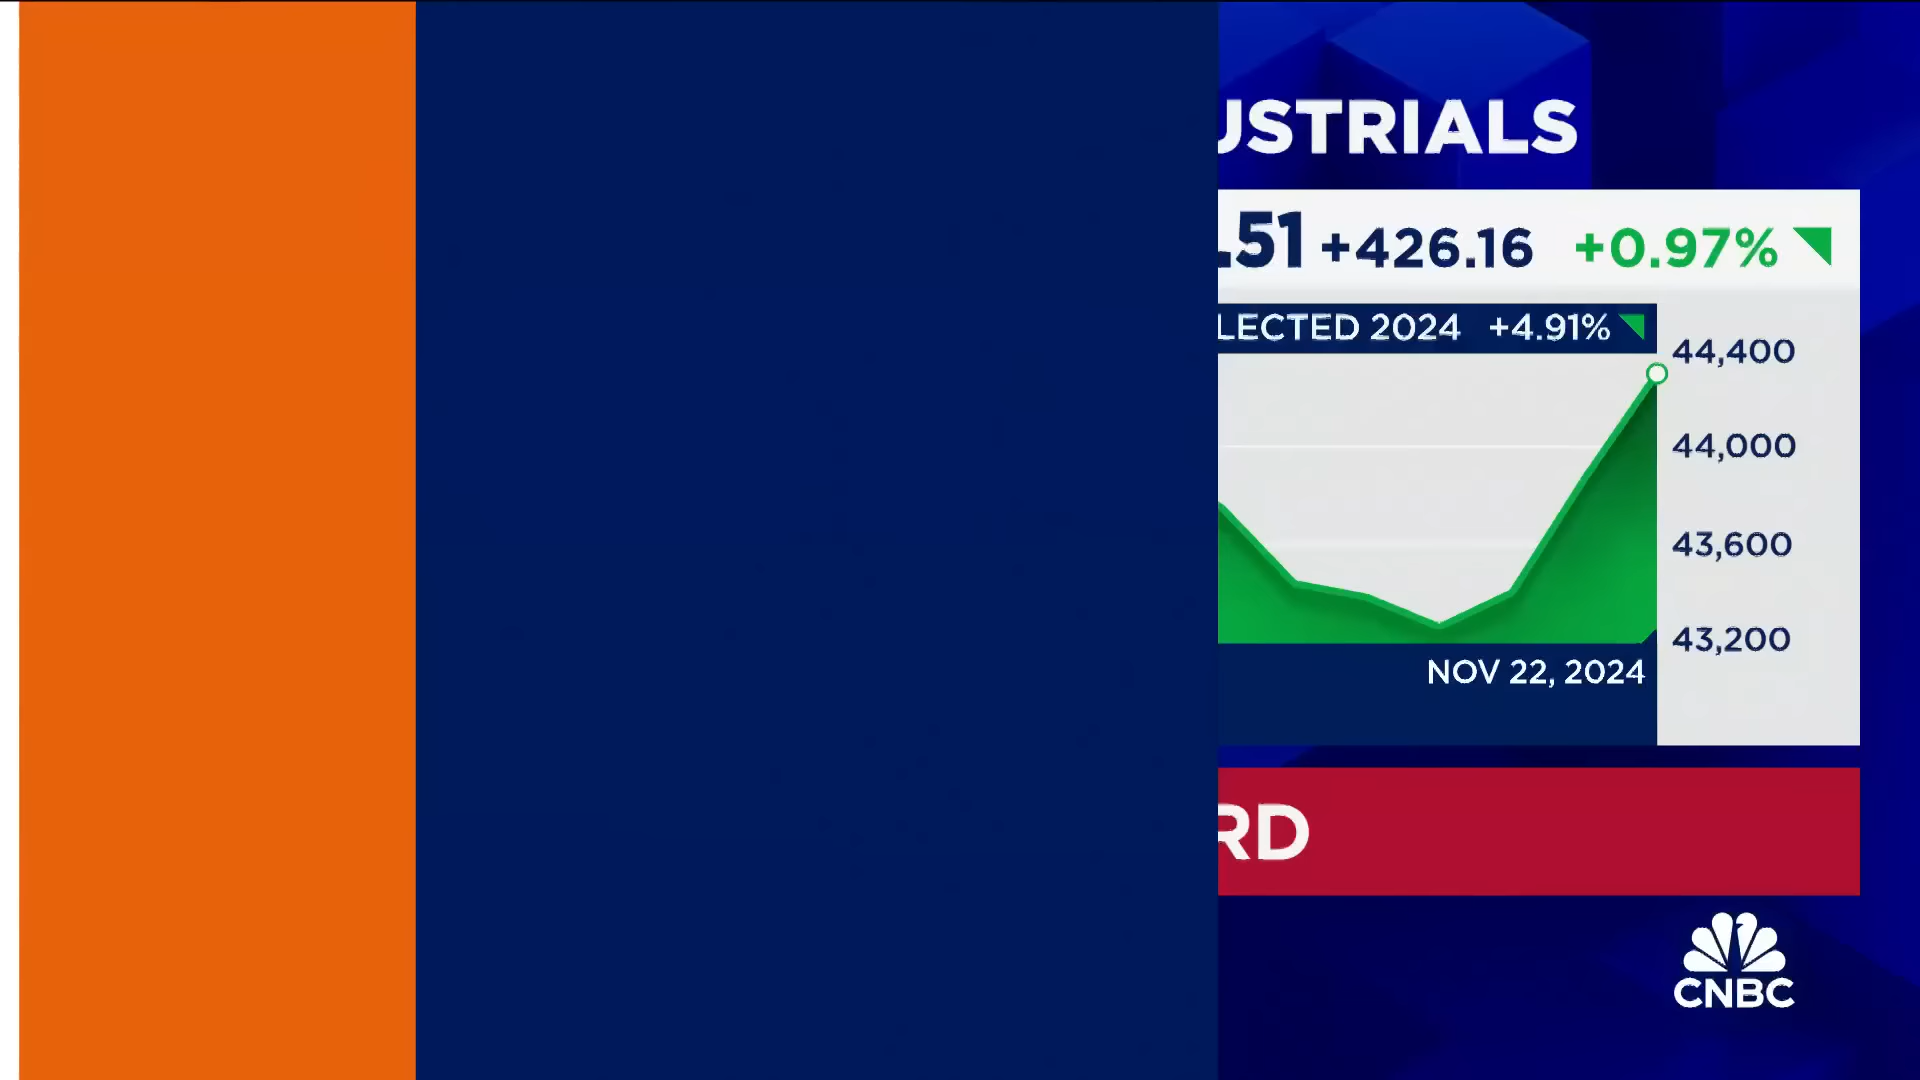 USTRIALS
.51 +426.16 +0.97%
LECTED 2024 +4.91%
44,400
44,000
43,600
43,200
NOV 22, 2024
RD
CNBC